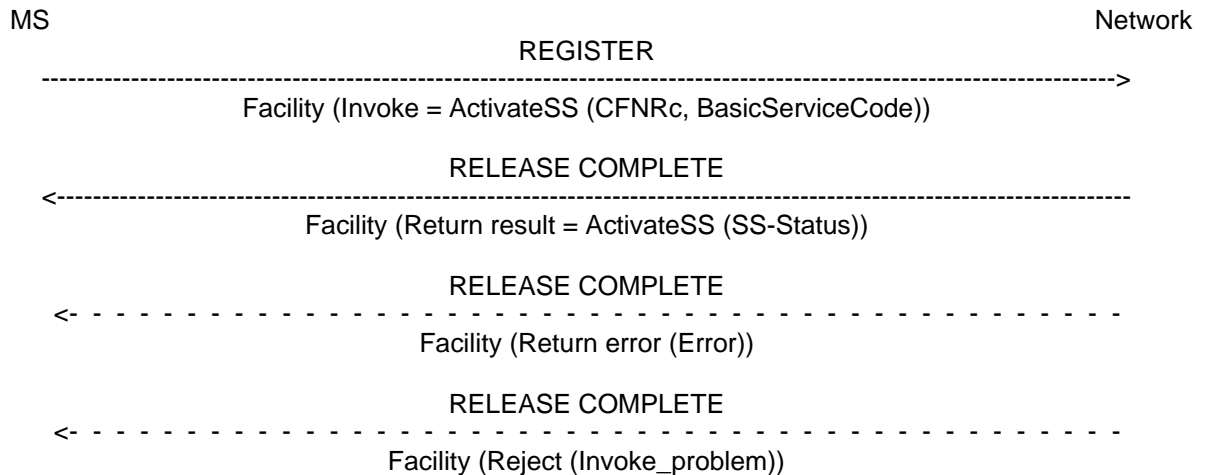 MS Network
REGISTER
Facility (Invoke = ActivateSS (CFNRc, BasicServiceCode))
RELEASE COMPLETE
Facility (Return result = ActivateSS (SS-Status))
RELEASE COMPLETE
Facility (Return error (Error))
RELEASE COMPLETE
Facility (Reject (Invoke_problem))